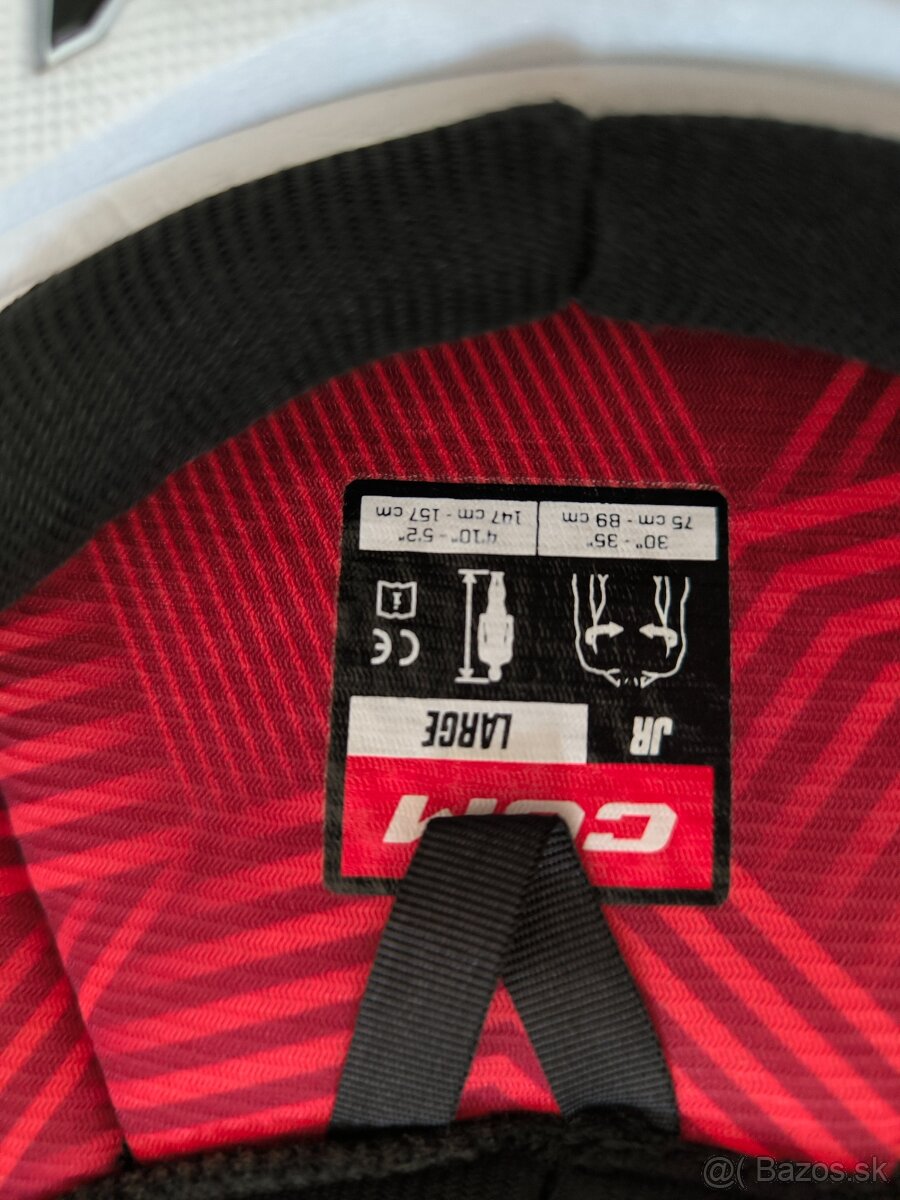 CCM
JR LARGE
CE
30" - 35" 4'10" - 5'2"
75 cm - 89 cm 147 cm - 157 cm
@( Bazos.sk